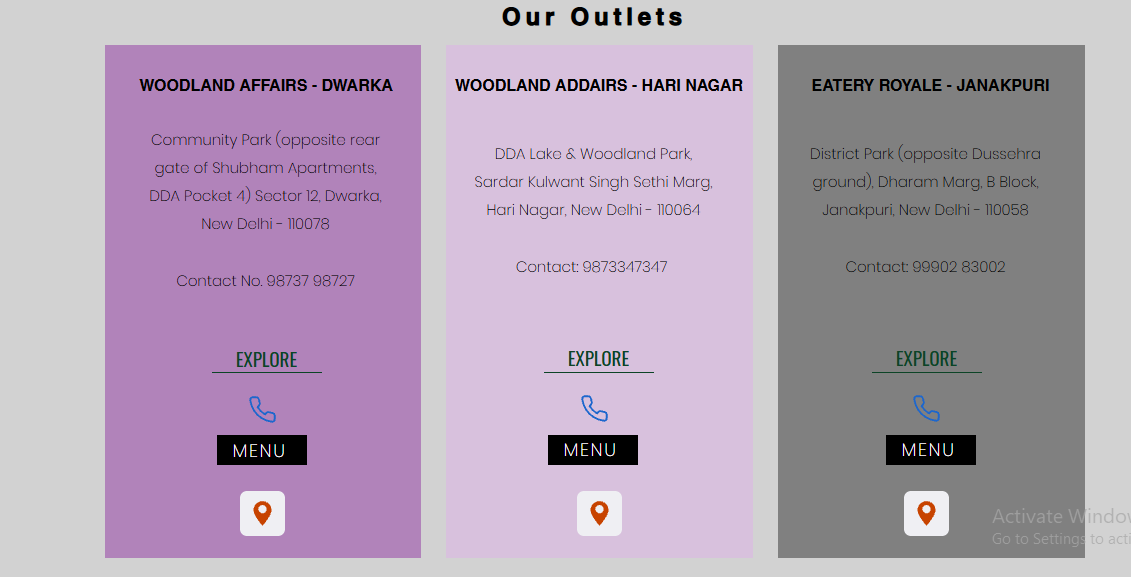 Our Outlets
WOODLAND AFFAIRS - DWARKA
Community Park (opposite rear
gate of Shubham Apartments,
DDA Pocket 4) Sector 12, Dwarka,
New Delhi - 110078
Contact No. 98737 98727
EXPLORE
MENU
WOODLAND ADDAIRS - HARI NAGAR
DDA Lake & Woodland Park,
Sardar Kulwant Singh Sethi Marg,
Hari Nagar, New Delhi - 110064
Contact: 9873347347
EXPLORE
MENU
EATERY ROYALE - JANAKPURI
District Park (opposite Dussehra
ground), Dharam Marg, B Block,
Janakpuri, New Delhi - 110058
Contact: 99902 83002
EXPLORE
MENU
Activate Window
Go to Settings to acti